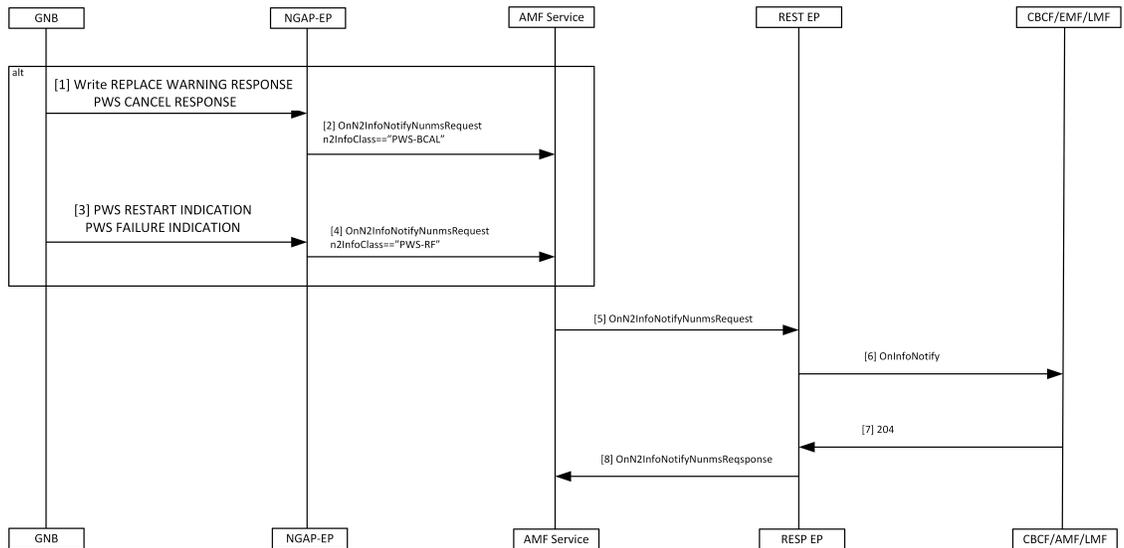 GNB
NGAP-EP
AMF Service
REST EP
CBCF/EMF/LMF
alt
[1] Write REPLACE WARNING RESPONSE
PWS CANCEL RESPONSE
[2] OnN2InfoNotifyNunmsRequest
n2InfoClass==“PWS-BCAL”
[3] PWS RESTART INDICATION
PWS FAILURE INDICATION
[4] OnN2InfoNotifyNunmsRequest
n2InfoClass==“PWS-RF”
[5] OnN2InfoNotifyNunmsRequest
[6] OnInfoNotify
[7] 204
[8] OnN2InfoNotifyNunmsReqsponse
GNB
NGAP-EP
AMF Service
RESP EP
CBCF/AMF/LMF